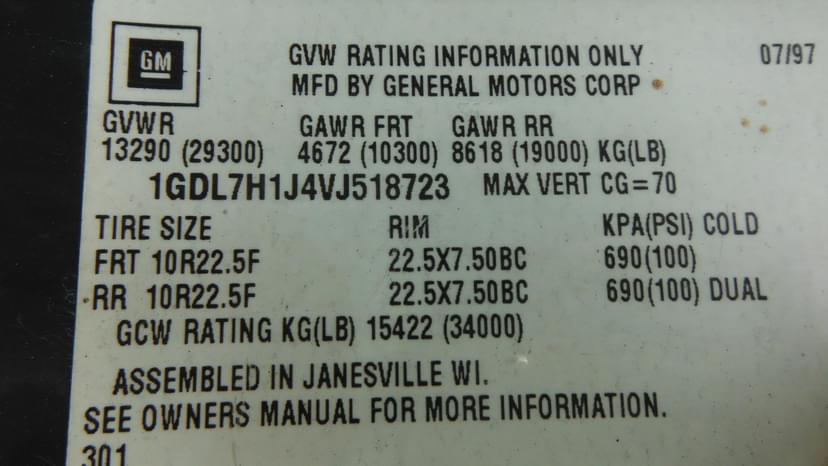 GM
GVW RATING INFORMATION ONLY 07/97
MFD BY GENERAL MOTORS CORP
GVWR GAWR FRT GAWR RR
13290 (29300) 4672 (10300) 8618 (19000) KG(LB)
1GDL7H1J4VJ518723 MAX VERT CG=70
TIRE SIZE RIM KPA(PSI) COLD
FRT 10R22.5F 22.5X7.50BC 690(100)
RR 10R22.5F 22.5X7.50BC 690(100) DUAL
GCW RATING KG(LB) 15422 (34000)
ASSEMBLED IN JANESVILLE WI.
SEE OWNERS MANUAL FOR MORE INFORMATION.
301